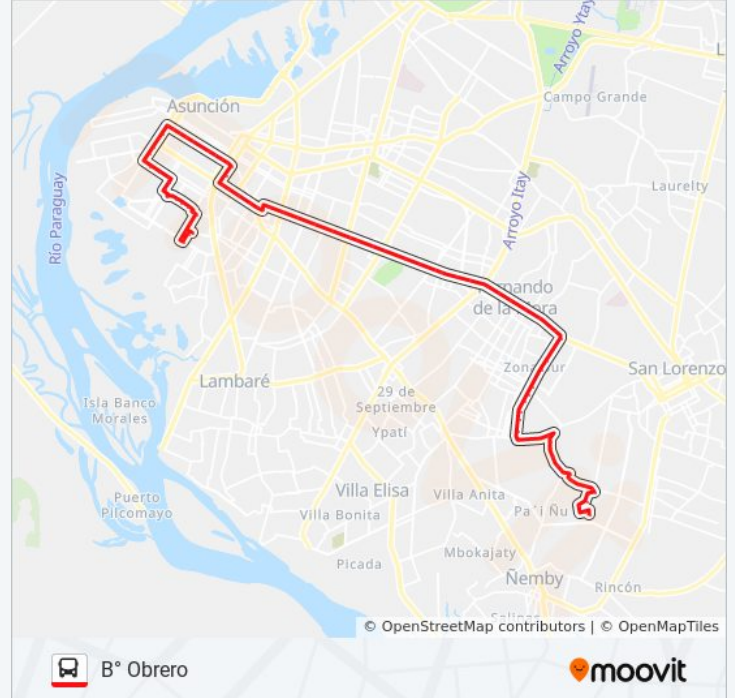 Arroyo Ytay
Asunción
Campo Grande
Laurelty
Arroyo Itay
Río Paraguay
Fernando
de la Mora
Zona Sur
San Lorenzo
Lambaré
29 de
Septiembre
Isla Banco
Morales
Ypatí
Villa Elisa
Villa Anita
Puerto
Pilcomayo
Villa Bonita
Pa´i Ñu
Mbokajaty
Picada
Ñemby
Rincón
© OpenStreetMap contributors | © OpenMapTiles
B° Obrero
moovit